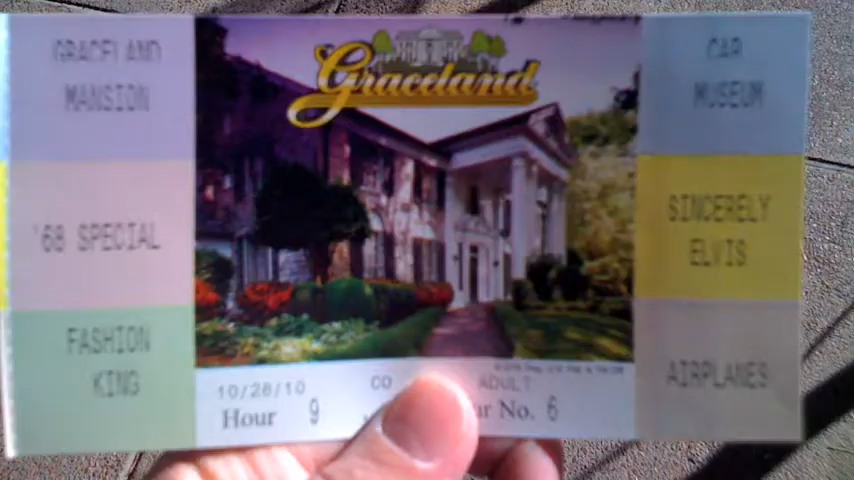 GRACELAND
MANSION
'68 SPECIAL
FASHION
KING
Graceland
10/28/10 CO ADULT
Hour 9 ur No. 6
CAR
MUSEUM
SINCERELY
ELVIS
AIRPLANES